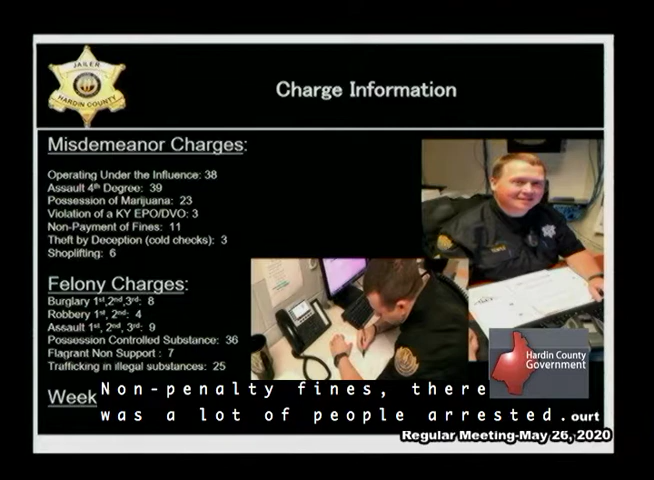 JAILER
HARDIN COUNTY
Charge Information
Misdemeanor Charges:
Operating Under the Influence: 38
Assault 4th Degree: 39
Possession of Marijuana: 23
Violation of a KY EPO/DVO: 3
Non-Payment of Fines: 11
Theft by Deception (cold checks): 3
Shoplifting: 6
Felony Charges:
Burglary 1st,2nd,3rd: 8
Robbery 1st, 2nd: 4
Assault 1st, 2nd, 3rd: 9
Possession Controlled Substance: 36
Flagrant Non Support : 7
Trafficking in illegal substances: 25
Hardin County
Government
Week
Non-penalty fines, there
was a lot of people arrested.
ourt
Regular Meeting-May 26, 2020